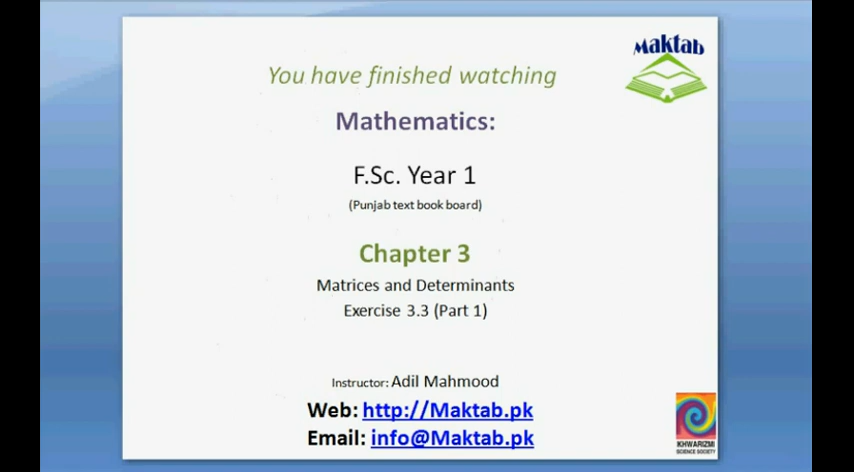 Maktab
You have finished watching
Mathematics:
F.Sc. Year 1
(Punjab text book board)
Chapter 3
Matrices and Determinants
Exercise 3.3 (Part 1)
Instructor: Adil Mahmood
Web: http://Maktab.pk
Email: info@Maktab.pk
KHWARIZMI
SCIENCE SOCIETY